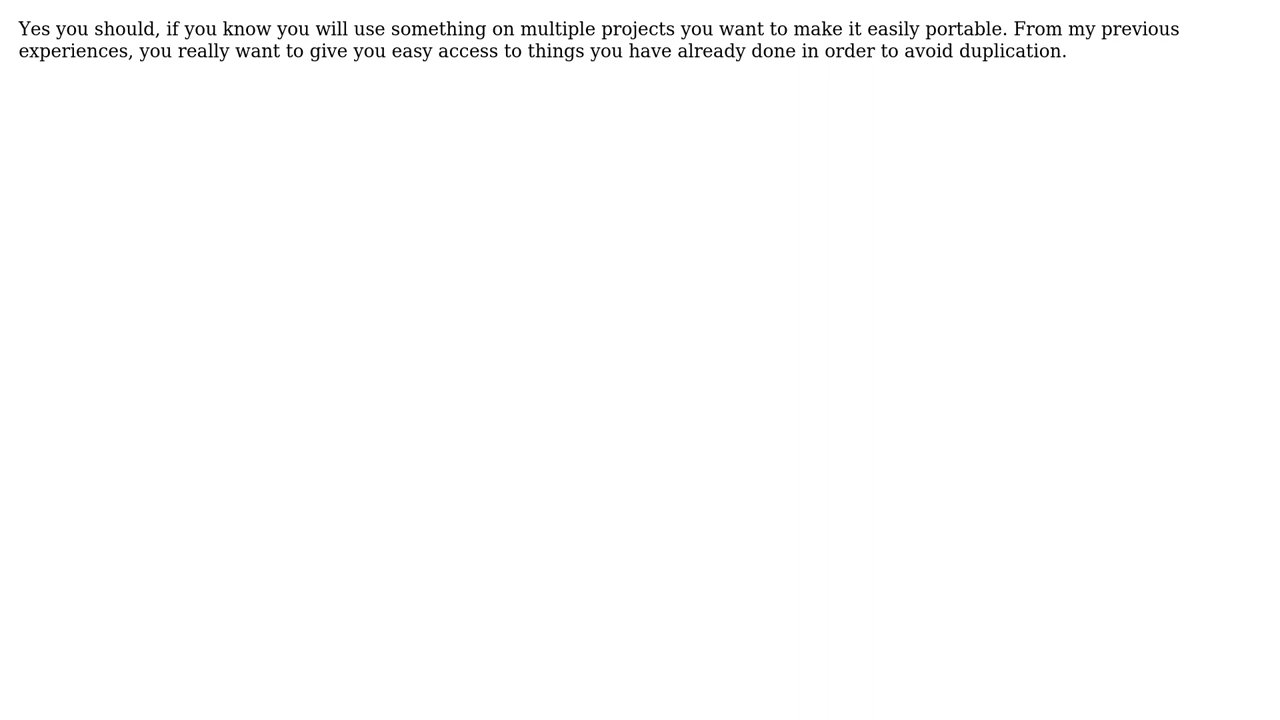 Yes you should, if you know you will use something on multiple projects you want to make it easily portable. From my previous
experiences, you really want to give you easy access to things you have already done in order to avoid duplication.